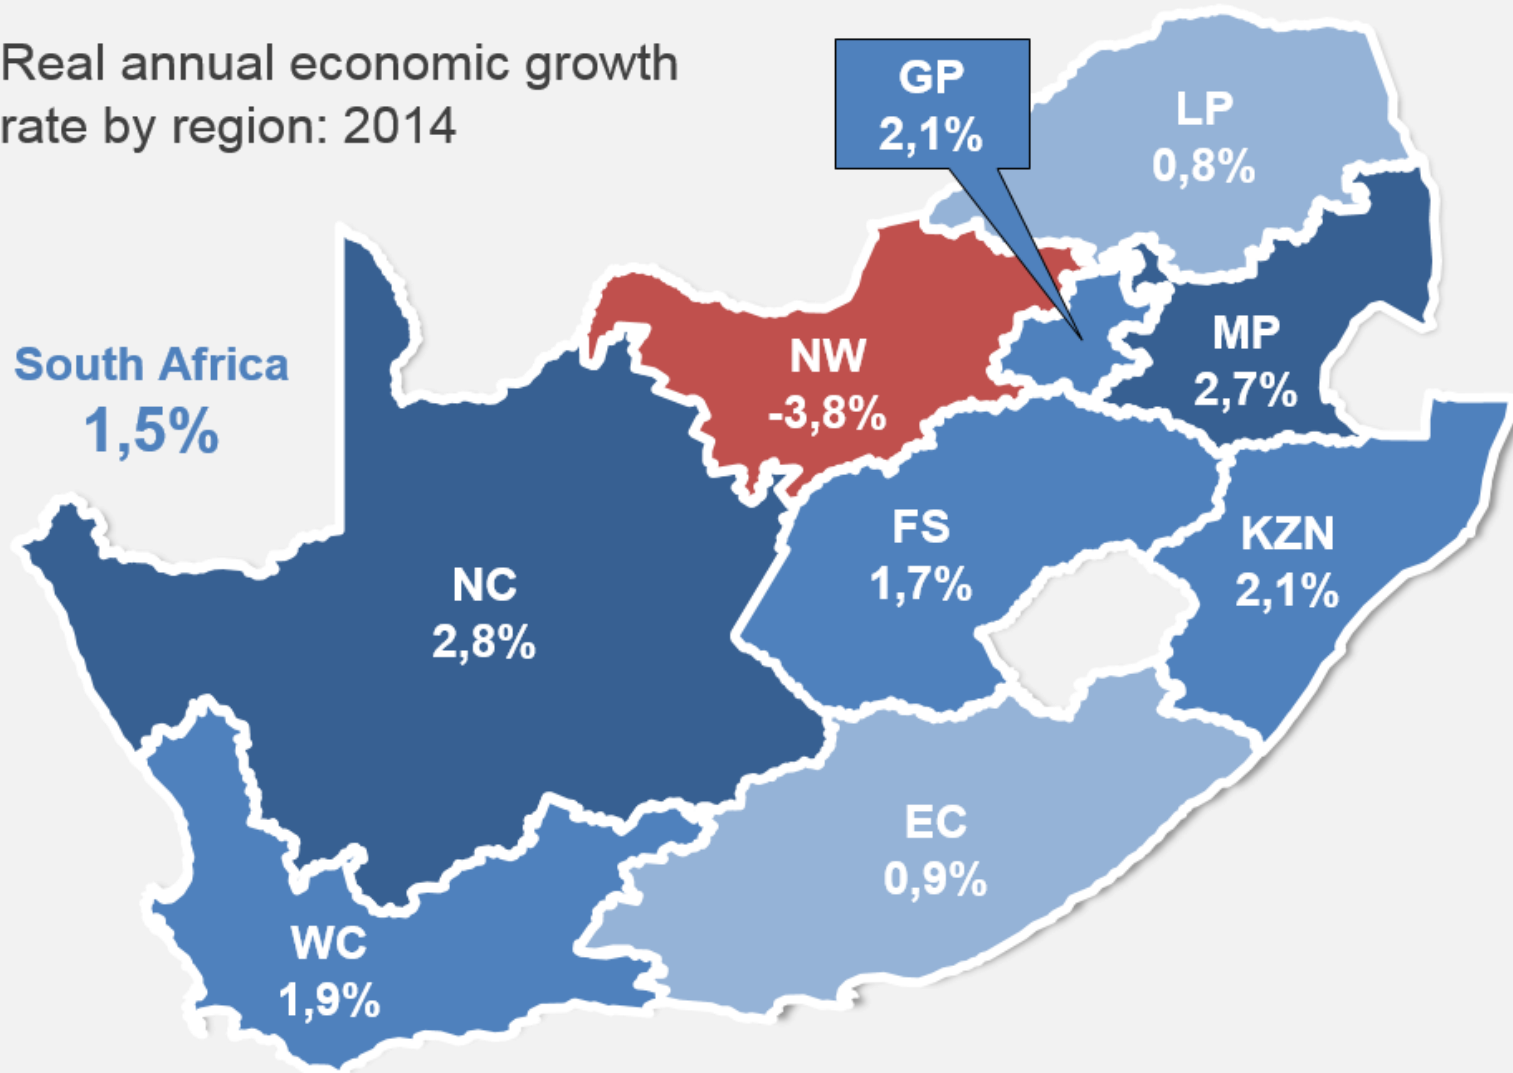 Real annual economic growth
rate by region: 2014
GP
2,1%
LP
0,8%
South Africa
1,5%
NW
-3,8%
MP
2,7%
FS
1,7%
KZN
2,1%
NC
2,8%
EC
0,9%
WC
1,9%